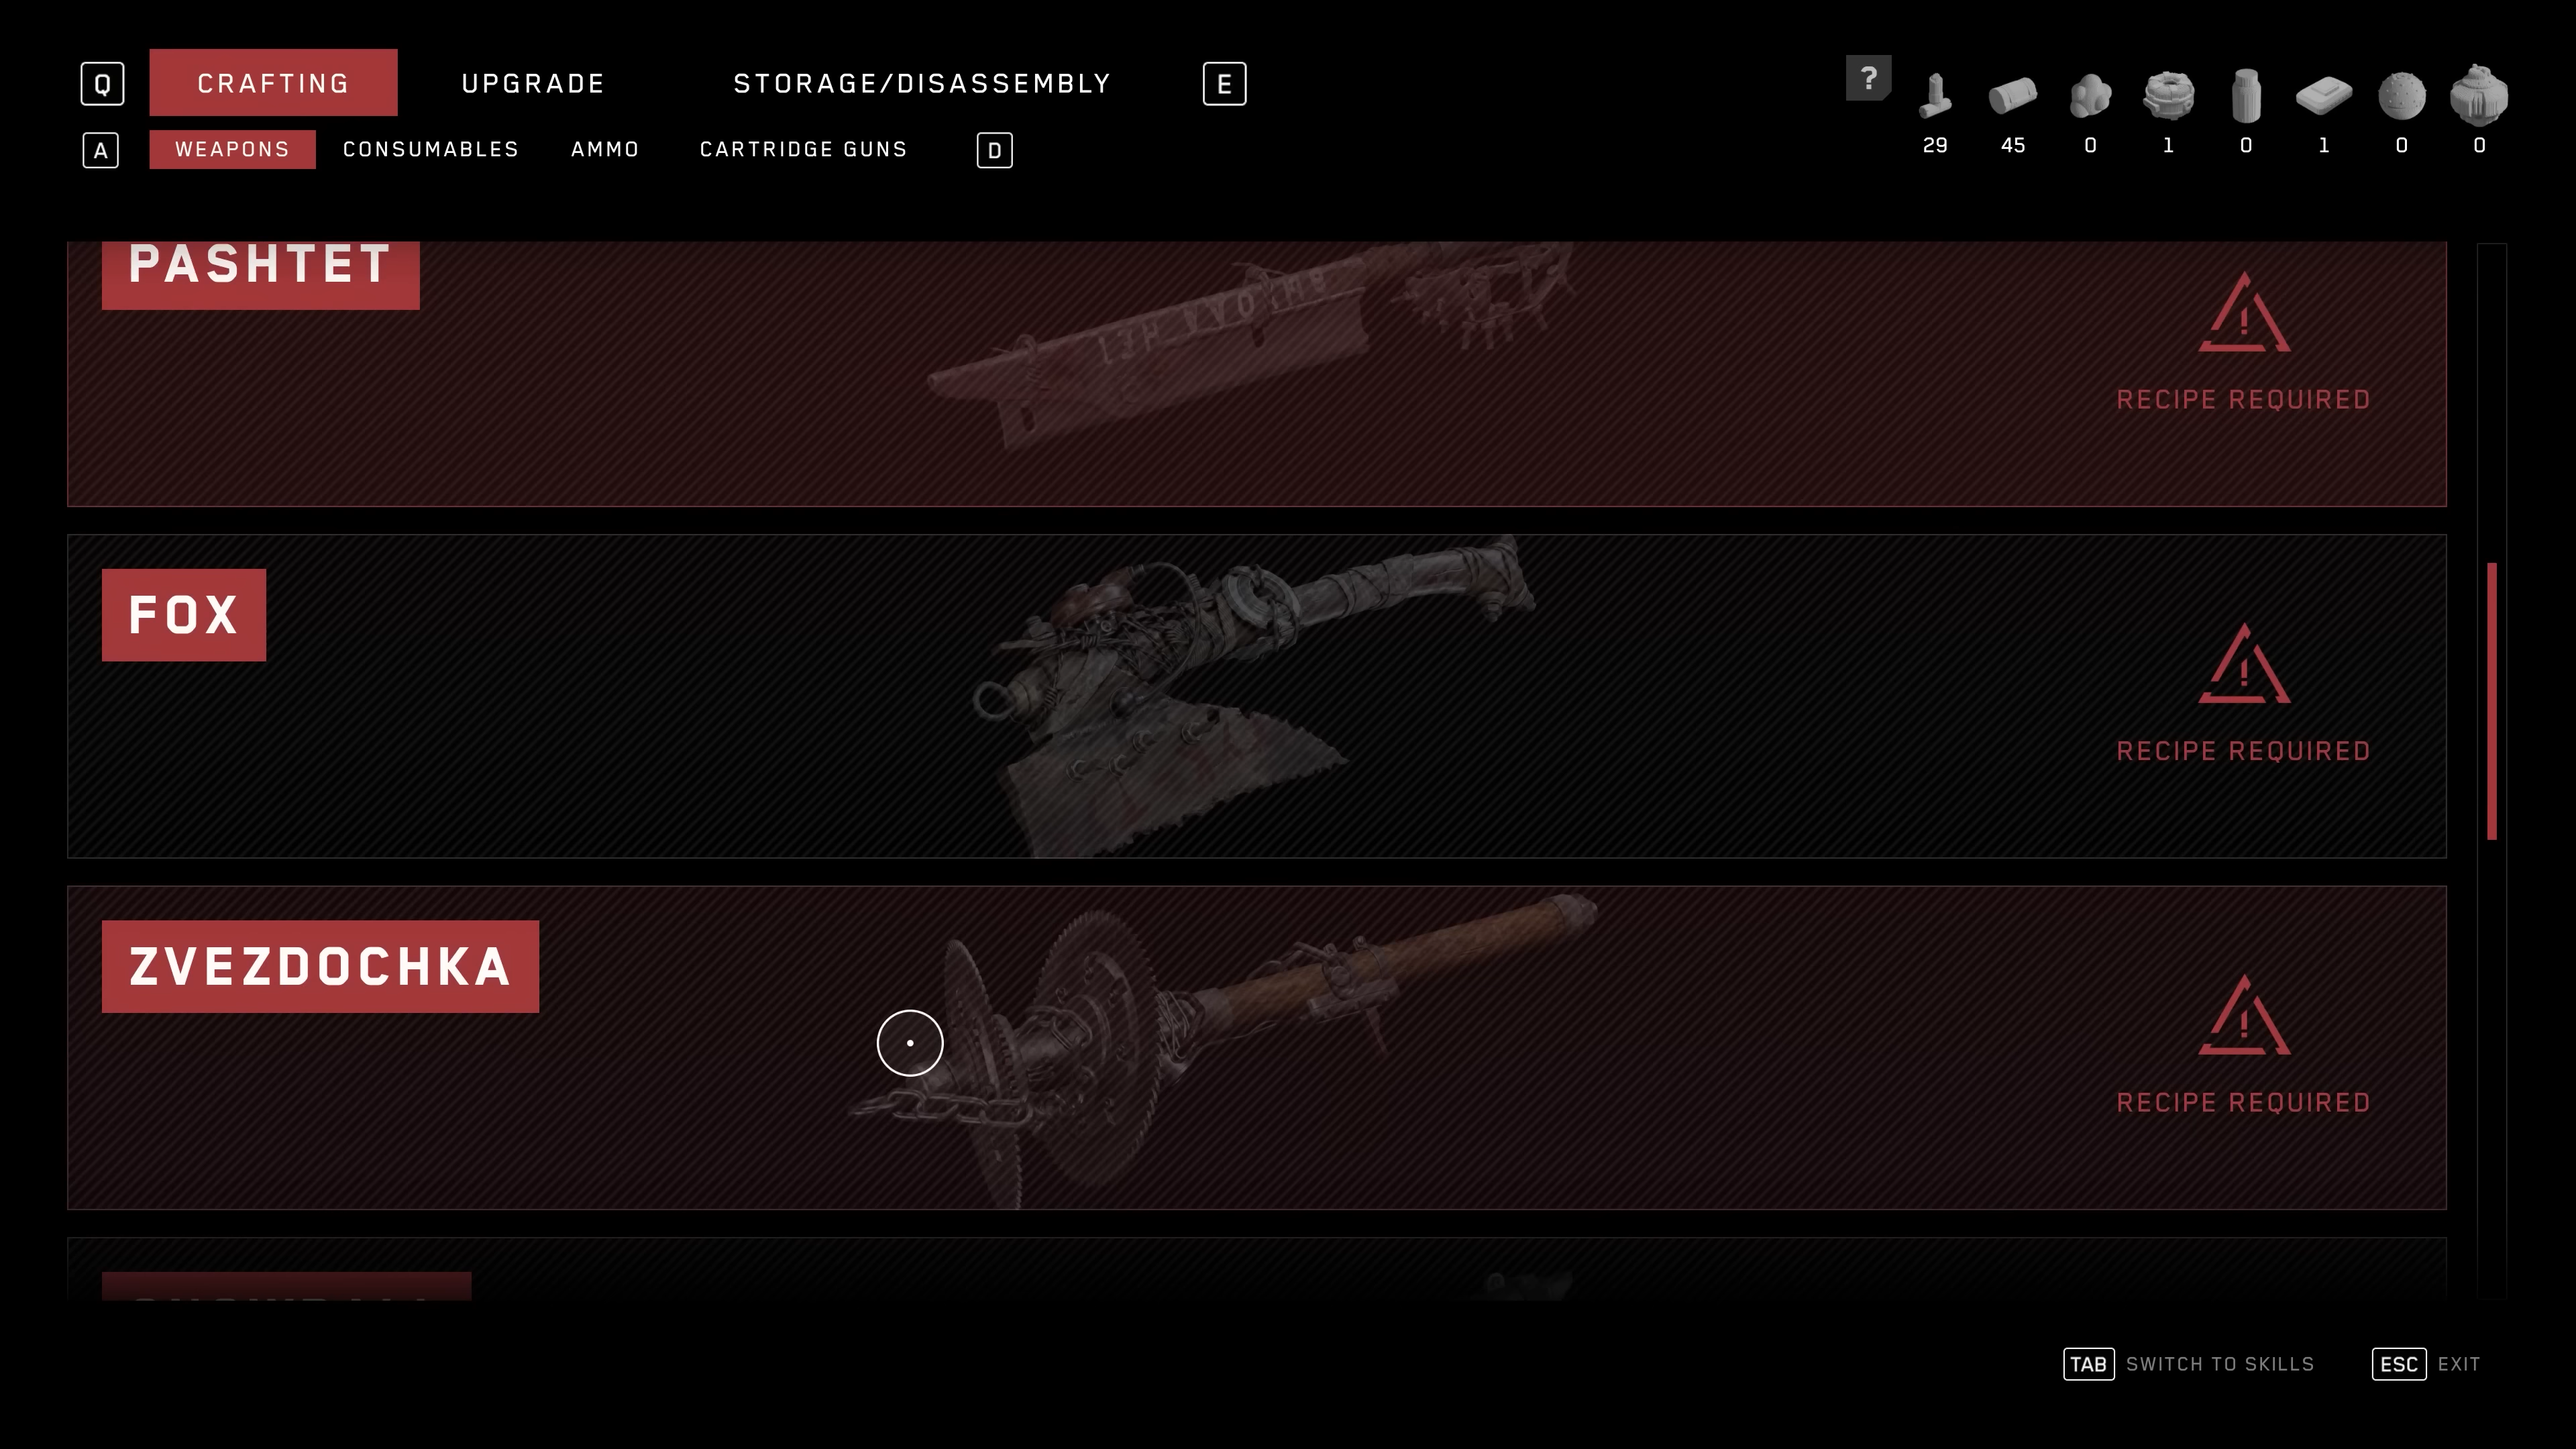 Q CRAFTING UPGRADE STORAGE/DISASSEMBLY E
?
A WEAPONS CONSUMABLES AMMO CARTRIDGE GUNS D
29 45 0 1 0 1 0 0
PASHTET
RECIPE REQUIRED
FOX
RECIPE REQUIRED
ZVEZDOCHKA
RECIPE REQUIRED
TAB SWITCH TO SKILLS ESC EXIT